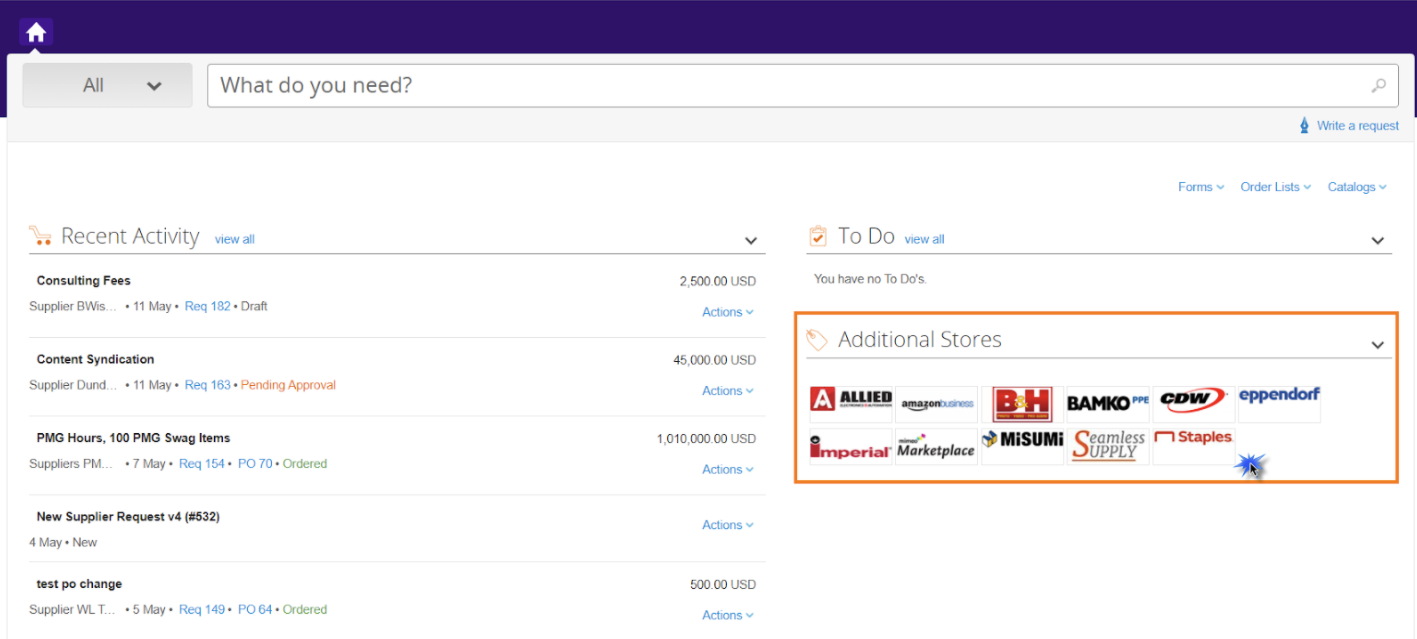 All
What do you need?
Write a request
Forms Order Lists Catalogs
Recent Activity view all
Consulting Fees 2,500.00 USD
Supplier BWis... • 11 May • Req 182 • Draft
Actions
Content Syndication 45,000.00 USD
Supplier Dund... • 11 May • Req 163 • Pending Approval
Actions
PMG Hours, 100 PMG Swag Items 1,010,000.00 USD
Suppliers PM... • 7 May • Req 154 • PO 70 • Ordered
Actions
New Supplier Request v4 (#532)
Actions
4 May • New
test po change 500.00 USD
Supplier WL T... • 5 May • Req 149 • PO 64 • Ordered
Actions
To Do view all
You have no To Do's.
Additional Stores
A ALLIED amazonbusiness B&H BAMKO PPE CDW eppendorf
imperial Marketplace MiSUMi Seamless SUPPLY Staples